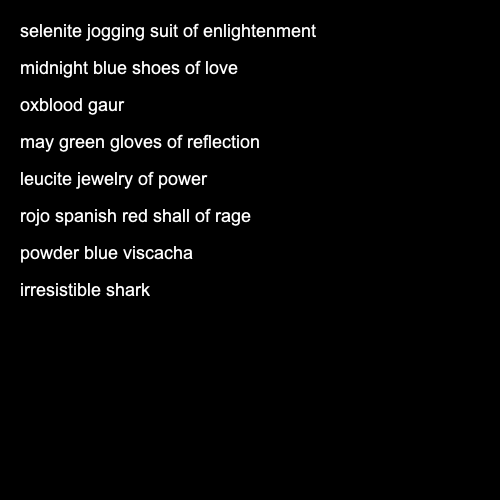 selenite jogging suit of enlightenment
midnight blue shoes of love
oxblood gaur
may green gloves of reflection
leucite jewelry of power
rojo spanish red shall of rage
powder blue viscacha
irresistible shark